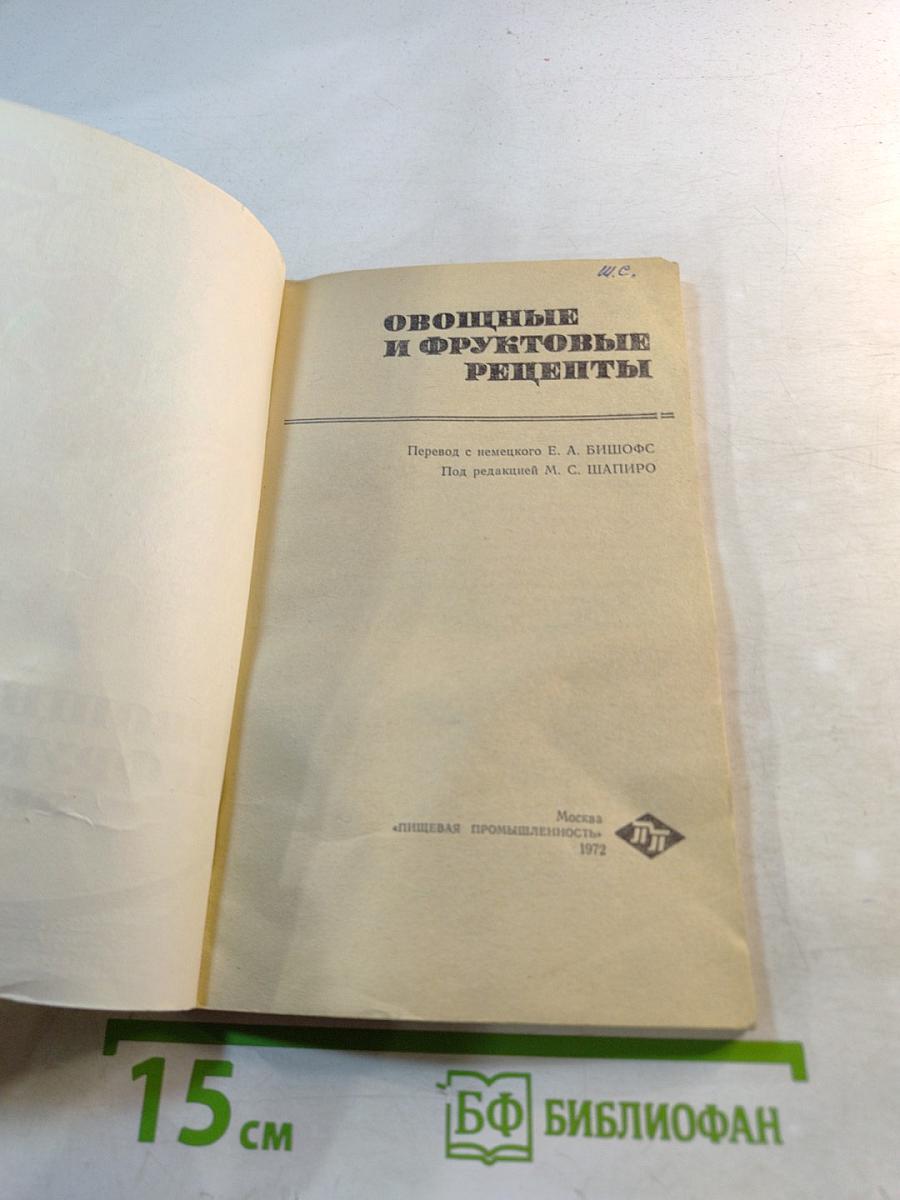 Ш.С.
ОВОЩНЫЕ
И ФРУКТОВЫЕ
РЕЦЕПТЫ
Перевод с немецкого Е. А. БИШОФС
Под редакцией М. С. ШАПИРО
Москва
«ПИЩЕВАЯ ПРОМЫШЛЕННОСТЬ»
1972
ПП
15 см
БФ БИБЛИОФАН